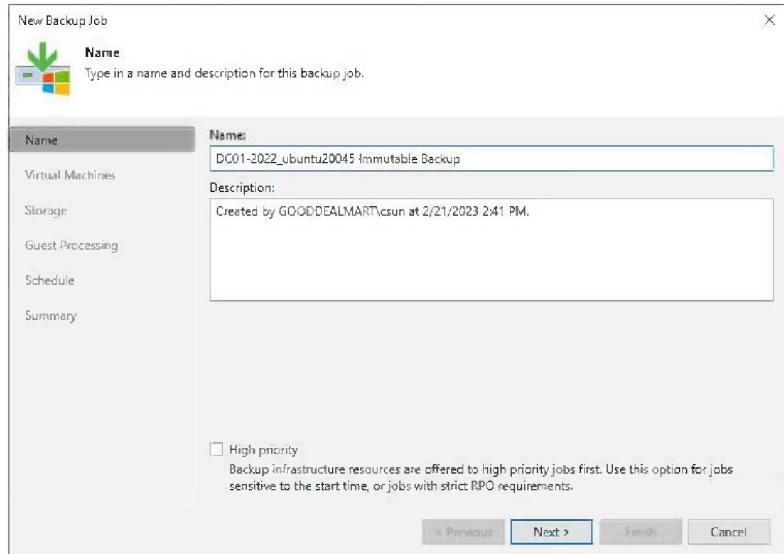 New Backup Job
Name
Type in a name and description for this backup job.
Name
Virtual Machines
Storage
Guest Processing
Schedule
Summary
Name:
DC01-2022_ubuntu20045 Immutable Backup
Description:
Created by GOODDEALMART\csun at 2/21/2023 2:41 PM.
High priority
Backup infrastructure resources are offered to high priority jobs first. Use this option for jobs
sensitive to the start time, or jobs with strict RPO requirements.
< Previous
Next >
Finish
Cancel